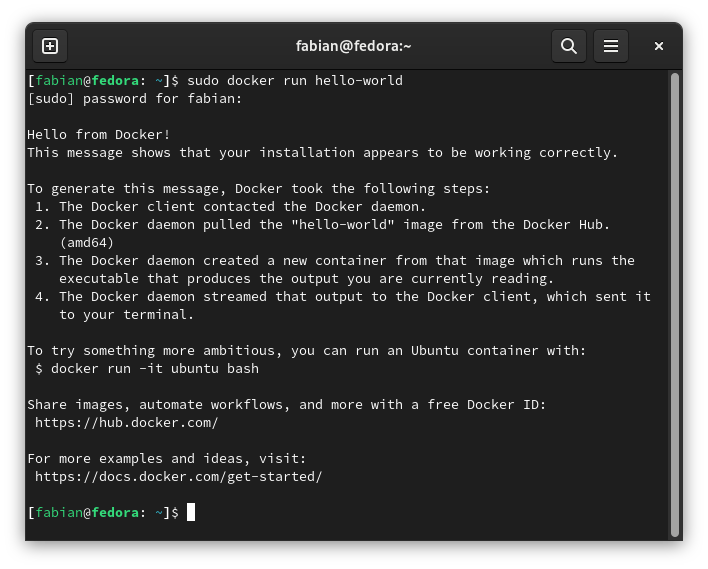 fabian@fedora:~
[fabian@fedora: ~]$ sudo docker run hello-world
[sudo] password for fabian:

Hello from Docker!
This message shows that your installation appears to be working correctly.

To generate this message, Docker took the following steps:
 1. The Docker client contacted the Docker daemon.
 2. The Docker daemon pulled the "hello-world" image from the Docker Hub.
    (amd64)
 3. The Docker daemon created a new container from that image which runs the
    executable that produces the output you are currently reading.
 4. The Docker daemon streamed that output to the Docker client, which sent it
    to your terminal.

To try something more ambitious, you can run an Ubuntu container with:
 $ docker run -it ubuntu bash

Share images, automate workflows, and more with a free Docker ID:
 https://hub.docker.com/

For more examples and ideas, visit:
 https://docs.docker.com/get-started/

[fabian@fedora: ~]$